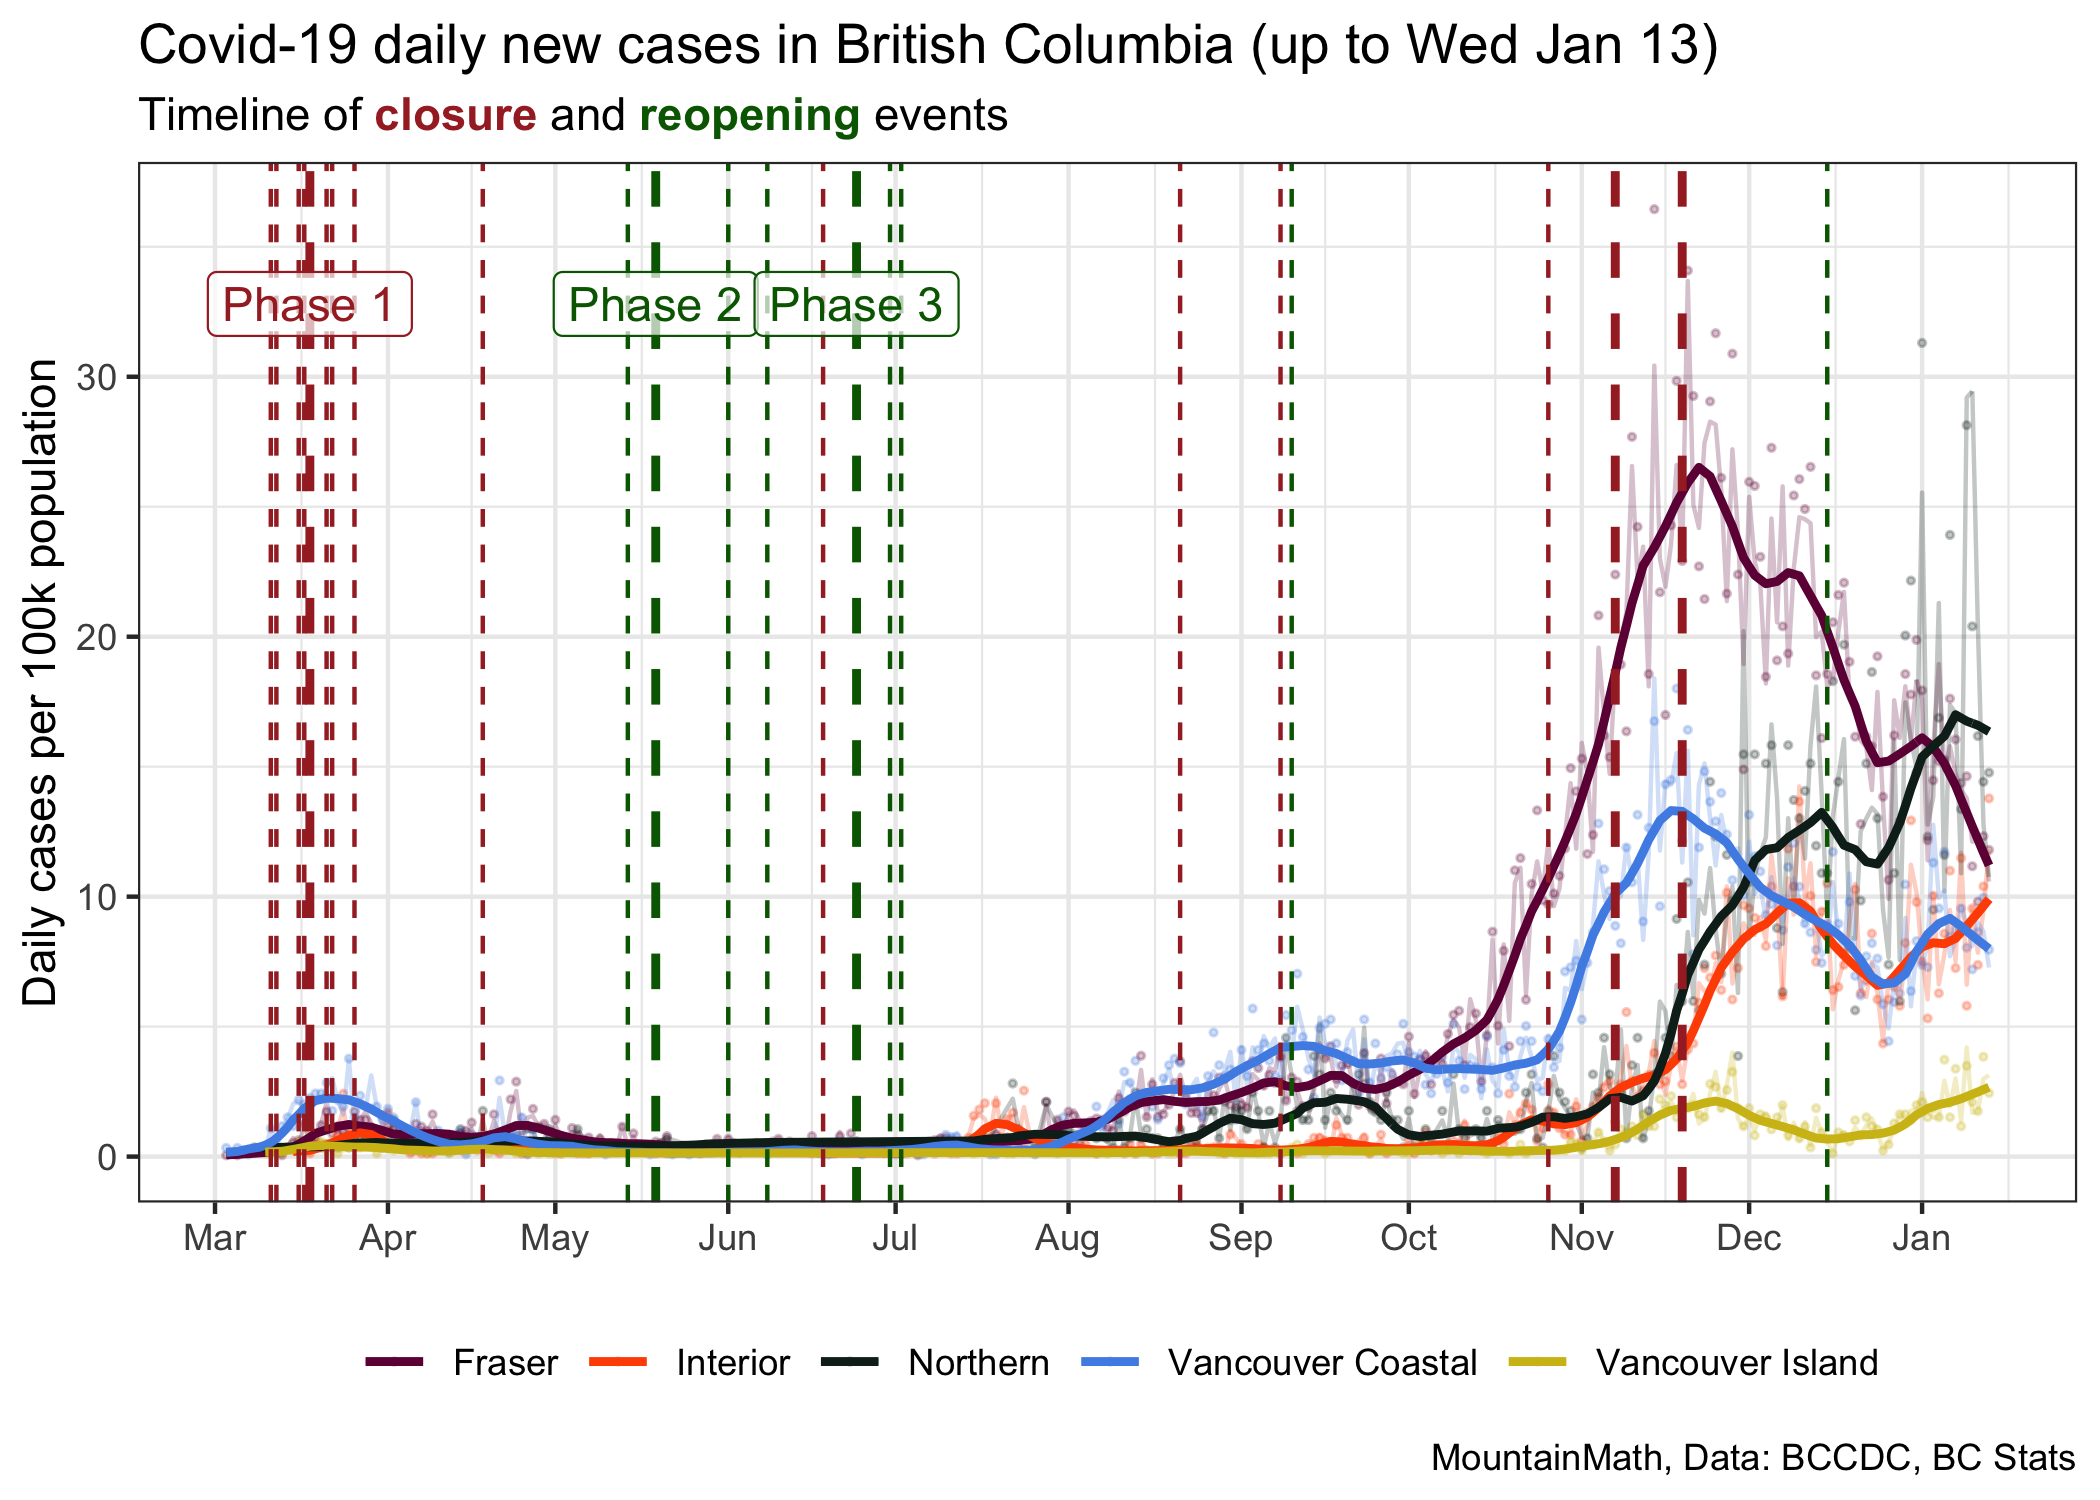 Covid-19 daily new cases in British Columbia (up to Wed Jan 13)
Timeline of closure and reopening events
Daily cases per 100k population
30
20
10
0
Phase 1
Phase 2
Phase 3
Mar Apr May Jun Jul Aug Sep Oct Nov Dec Jan
Fraser Interior Northern Vancouver Coastal Vancouver Island
MountainMath, Data: BCCDC, BC Stats